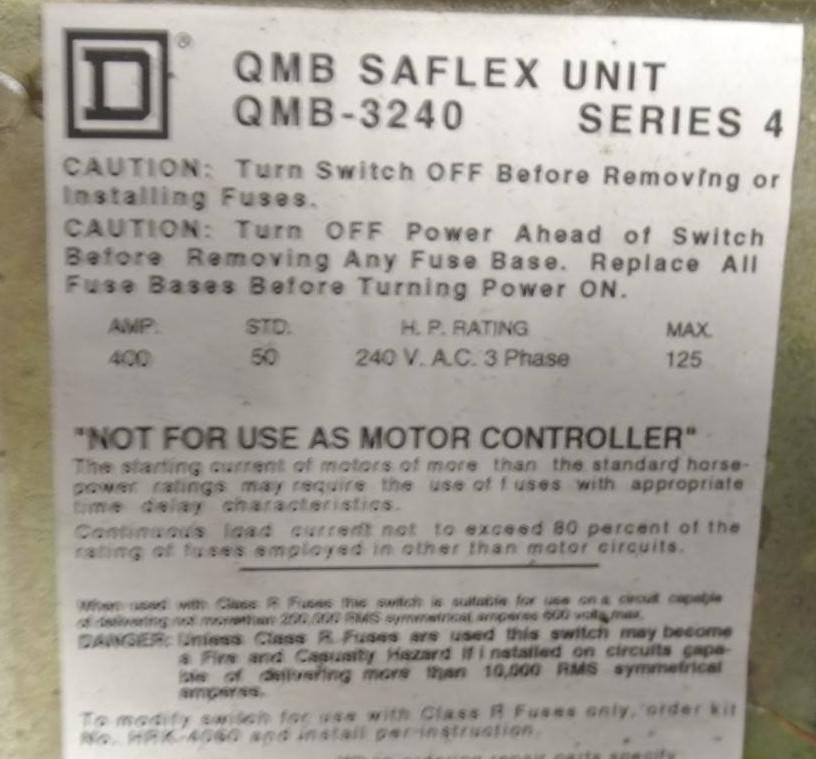 D®
QMB SAFLEX UNIT
QMB-3240 SERIES 4
CAUTION: Turn Switch OFF Before Removing or
Installing Fuses.
CAUTION: Turn OFF Power Ahead of Switch
Before Removing Any Fuse Base. Replace All
Fuse Bases Before Turning Power ON.
AMP. STD. H. P. RATING MAX.
400 50 240 V. A.C. 3 Phase 125
"NOT FOR USE AS MOTOR CONTROLLER"
The starting current of motors of more than the standard horse-
power ratings may require the use of fuses with appropriate
time delay characteristics.
Continuous load current not to exceed 80 percent of the
rating of fuses employed in other than motor circuits.
When used with Class R Fuses this switch is suitable for use on a circuit capable
of delivering not more than 200,000 RMS symmetrical amperes 600 volts max.
DANGER: Unless Class R Fuses are used this switch may become
a Fire and Casualty Hazard if installed on circuits capa-
ble of delivering more than 10,000 RMS symmetrical
amperes.
To modify switch for use with Class R Fuses only, order kit
No. and install per instruction.
When ordering repair parts specify